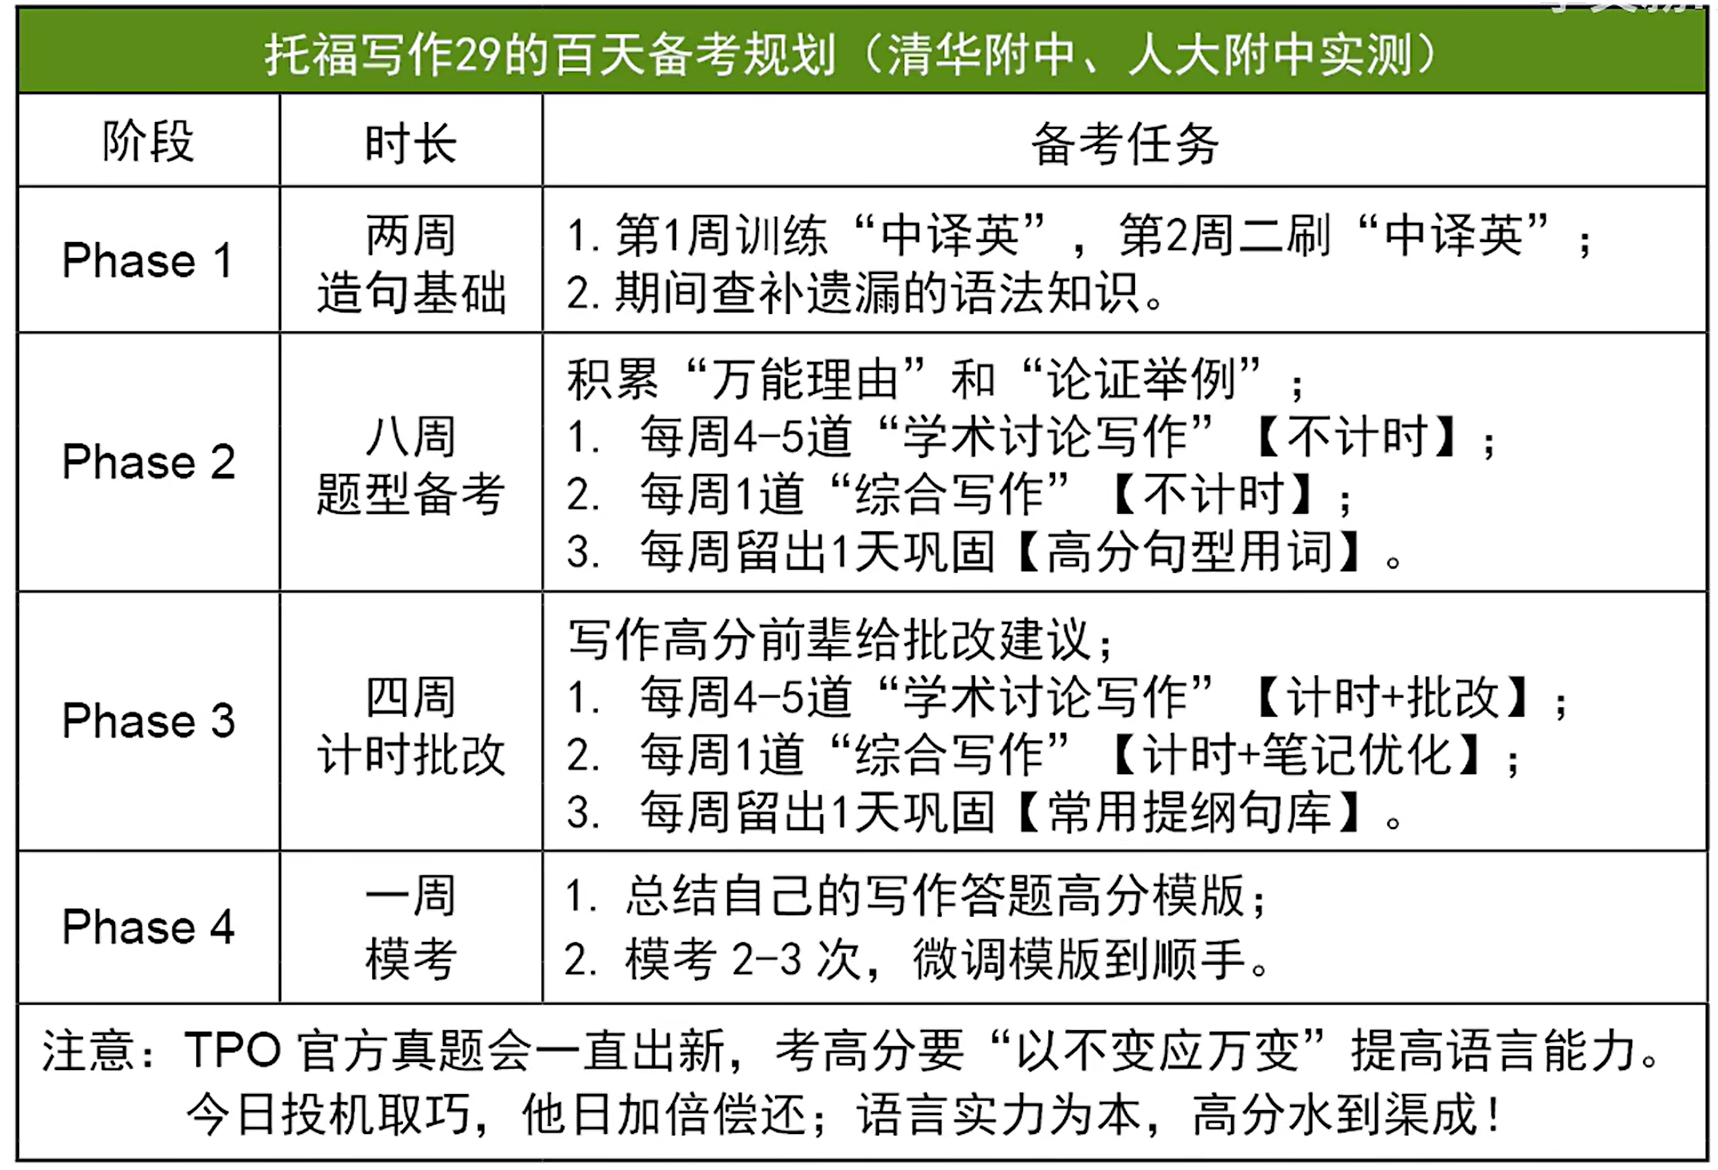 托福写作29的百天备考规划（清华附中、人大附中实测）
阶段 时长 备考任务
Phase 1
两周
造句基础
1. 第1周训练“中译英”，第2周二刷“中译英”；
2. 期间查补遗漏的语法知识。
Phase 2
八周
题型备考
积累“万能理由”和“论证举例”；
1. 每周4-5道“学术讨论写作”【不计时】；
2. 每周1道“综合写作”【不计时】；
3. 每周留出1天巩固【高分句型用词】。
Phase 3
四周
计时批改
写作高分前辈给批改建议；
1. 每周4-5道“学术讨论写作”【计时+批改】；
2. 每周1道“综合写作”【计时+笔记优化】；
3. 每周留出1天巩固【常用提纲句库】。
Phase 4
一周
模考
1. 总结自己的写作答题高分模版；
2. 模考 2-3 次，微调模版到顺手。
注意：TPO 官方真题会一直出新，考高分要“以不变应万变”提高语言能力。
今日投机取巧，他日加倍偿还；语言实力为本，高分水到渠成！